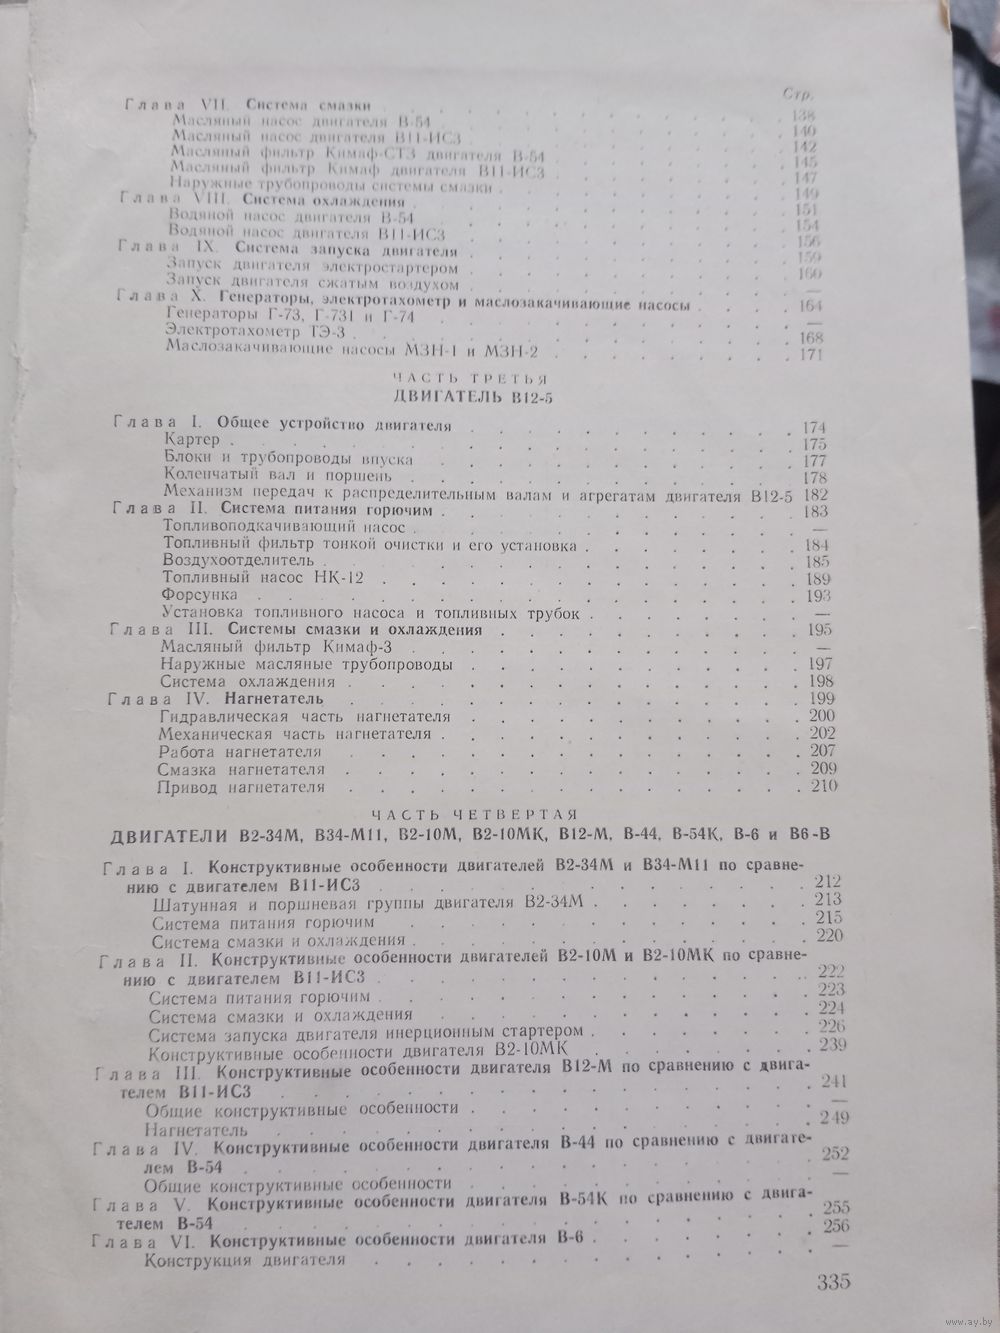 Стр.
Глава VII. Система смазки . . . 138
Масляный насос двигателя В-54 . . . 140
Масляный насос двигателя В11-ИС3 . . . 142
Масляный фильтр Кимаф-СТЗ двигателя В-54 . . . 145
Масляный фильтр Кимаф двигателя В11-ИС3 . . . 147
Наружные трубопроводы системы смазки . . . 149
Глава VIII. Система охлаждения . . . 151
Водяной насос двигателя В-54 . . . 154
Водяной насос двигателя В11-ИС3 . . . 156
Глава IX. Система запуска двигателя . . . 159
Запуск двигателя электростартером . . . 160
Запуск двигателя сжатым воздухом . . . —
Глава X. Генераторы, электротахометр и маслозакачивающие насосы . . . 164
Генераторы Г-73, Г-731 и Г-74 . . . —
Электротахометр ТЭ-3 . . . 168
Маслозакачивающие насосы МЗН-1 и МЗН-2 . . . 171
ЧАСТЬ ТРЕТЬЯ
ДВИГАТЕЛЬ В12-5
Глава I. Общее устройство двигателя . . . 174
Картер . . . 175
Блоки и трубопроводы впуска . . . 177
Коленчатый вал и поршень . . . 178
Механизм передач к распределительным валам и агрегатам двигателя В12-5 182
Глава II. Система питания горючим . . . 183
Топливоподкачивающий насос . . . —
Топливный фильтр тонкой очистки и его установка . . . 184
Воздухоотделитель . . . 185
Топливный насос НК-12 . . . 189
Форсунка . . . 193
Установка топливного насоса и топливных трубок . . . —
Глава III. Системы смазки и охлаждения . . . 195
Масляный фильтр Кимаф-3 . . . —
Наружные масляные трубопроводы . . . 197
Система охлаждения . . . 198
Глава IV. Нагнетатель . . . 199
Гидравлическая часть нагнетателя . . . 200
Механическая часть нагнетателя . . . 202
Работа нагнетателя . . . 207
Смазка нагнетателя . . . 209
Привод нагнетателя . . . 210
ЧАСТЬ ЧЕТВЕРТАЯ
ДВИГАТЕЛИ В2-34М, В34-М11, В2-10М, В2-10МК, В12-М, В-44, В-54К, В-6 и В6-В
Глава I. Конструктивные особенности двигателей В2-34М и В34-М11 по сравне-
нию с двигателем В11-ИС3 . . . 212
Шатунная и поршневая группы двигателя В2-34М . . . 213
Система питания горючим . . . 215
Система смазки и охлаждения . . . 220
Глава II. Конструктивные особенности двигателей В2-10М и В2-10МК по сравне-
нию с двигателем В11-ИС3 . . . 222
Система питания горючим . . . 223
Система смазки и охлаждения . . . 224
Система запуска двигателя инерционным стартером . . . 226
Конструктивные особенности двигателя В2-10МК . . . 239
Глава III. Конструктивные особенности двигателя В12-М по сравнению с двига-
телем В11-ИС3 . . . 241
Общие конструктивные особенности . . . —
Нагнетатель . . . 249
Глава IV. Конструктивные особенности двигателя В-44 по сравнению с двигате-
лем В-54 . . . 252
Общие конструктивные особенности . . . —
Глава V. Конструктивные особенности двигателя В-54К по сравнению с двига-
телем В-54 . . . 255
Глава VI. Конструктивные особенности двигателя В-6 . . . 256
Конструкция двигателя . . . —
335
www.ay.by